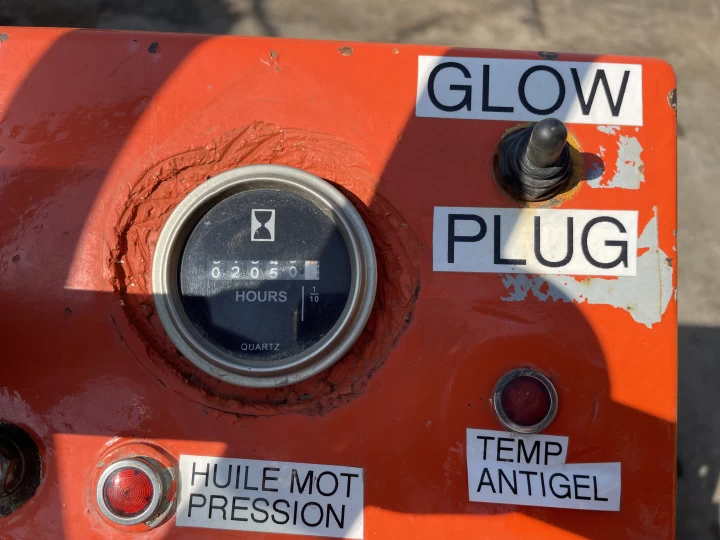 GLOW
PLUG
0205
HOURS
1/10
QUARTZ
TEMP
ANTIGEL
HUILE MOT
PRESSION